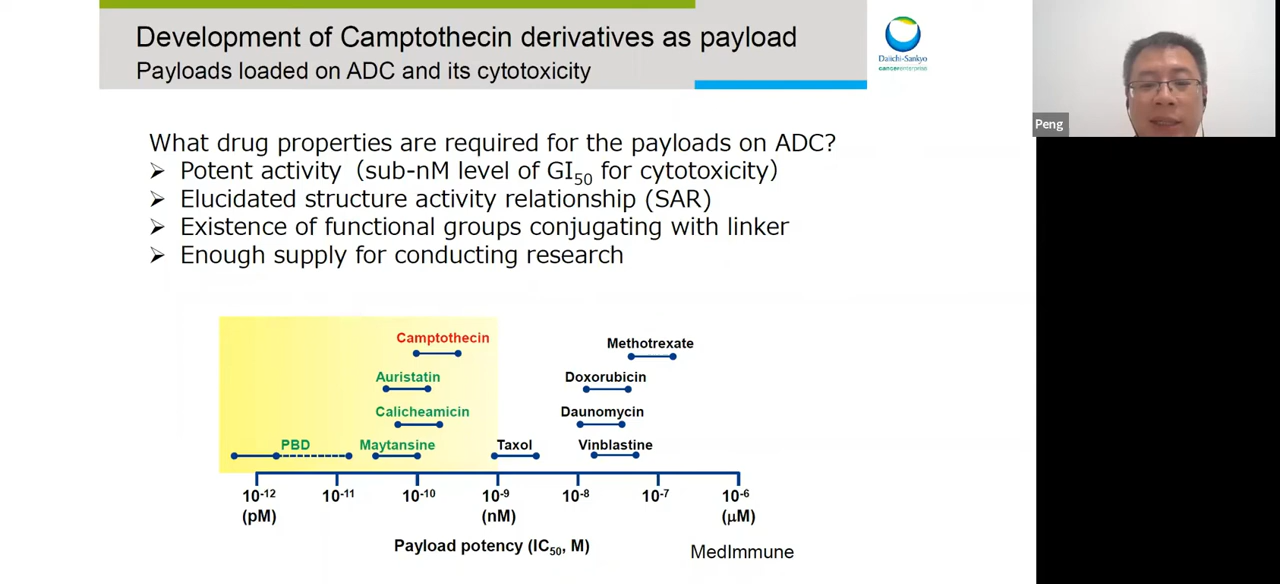 Development of Camptothecin derivatives as payload
Payloads loaded on ADC and its cytotoxicity
Daiichi-Sankyo
cancerenterprise
Peng
What drug properties are required for the payloads on ADC?
➢ Potent activity (sub-nM level of GI50 for cytotoxicity)
➢ Elucidated structure activity relationship (SAR)
➢ Existence of functional groups conjugating with linker
➢ Enough supply for conducting research
Camptothecin
Methotrexate
Auristatin
Doxorubicin
Calicheamicin
Daunomycin
PBD
Maytansine
Taxol
Vinblastine
10-12 10-11 10-10 10-9 10-8 10-7 10-6
(pM) (nM) (μM)
Payload potency (IC50, M)
MedImmune